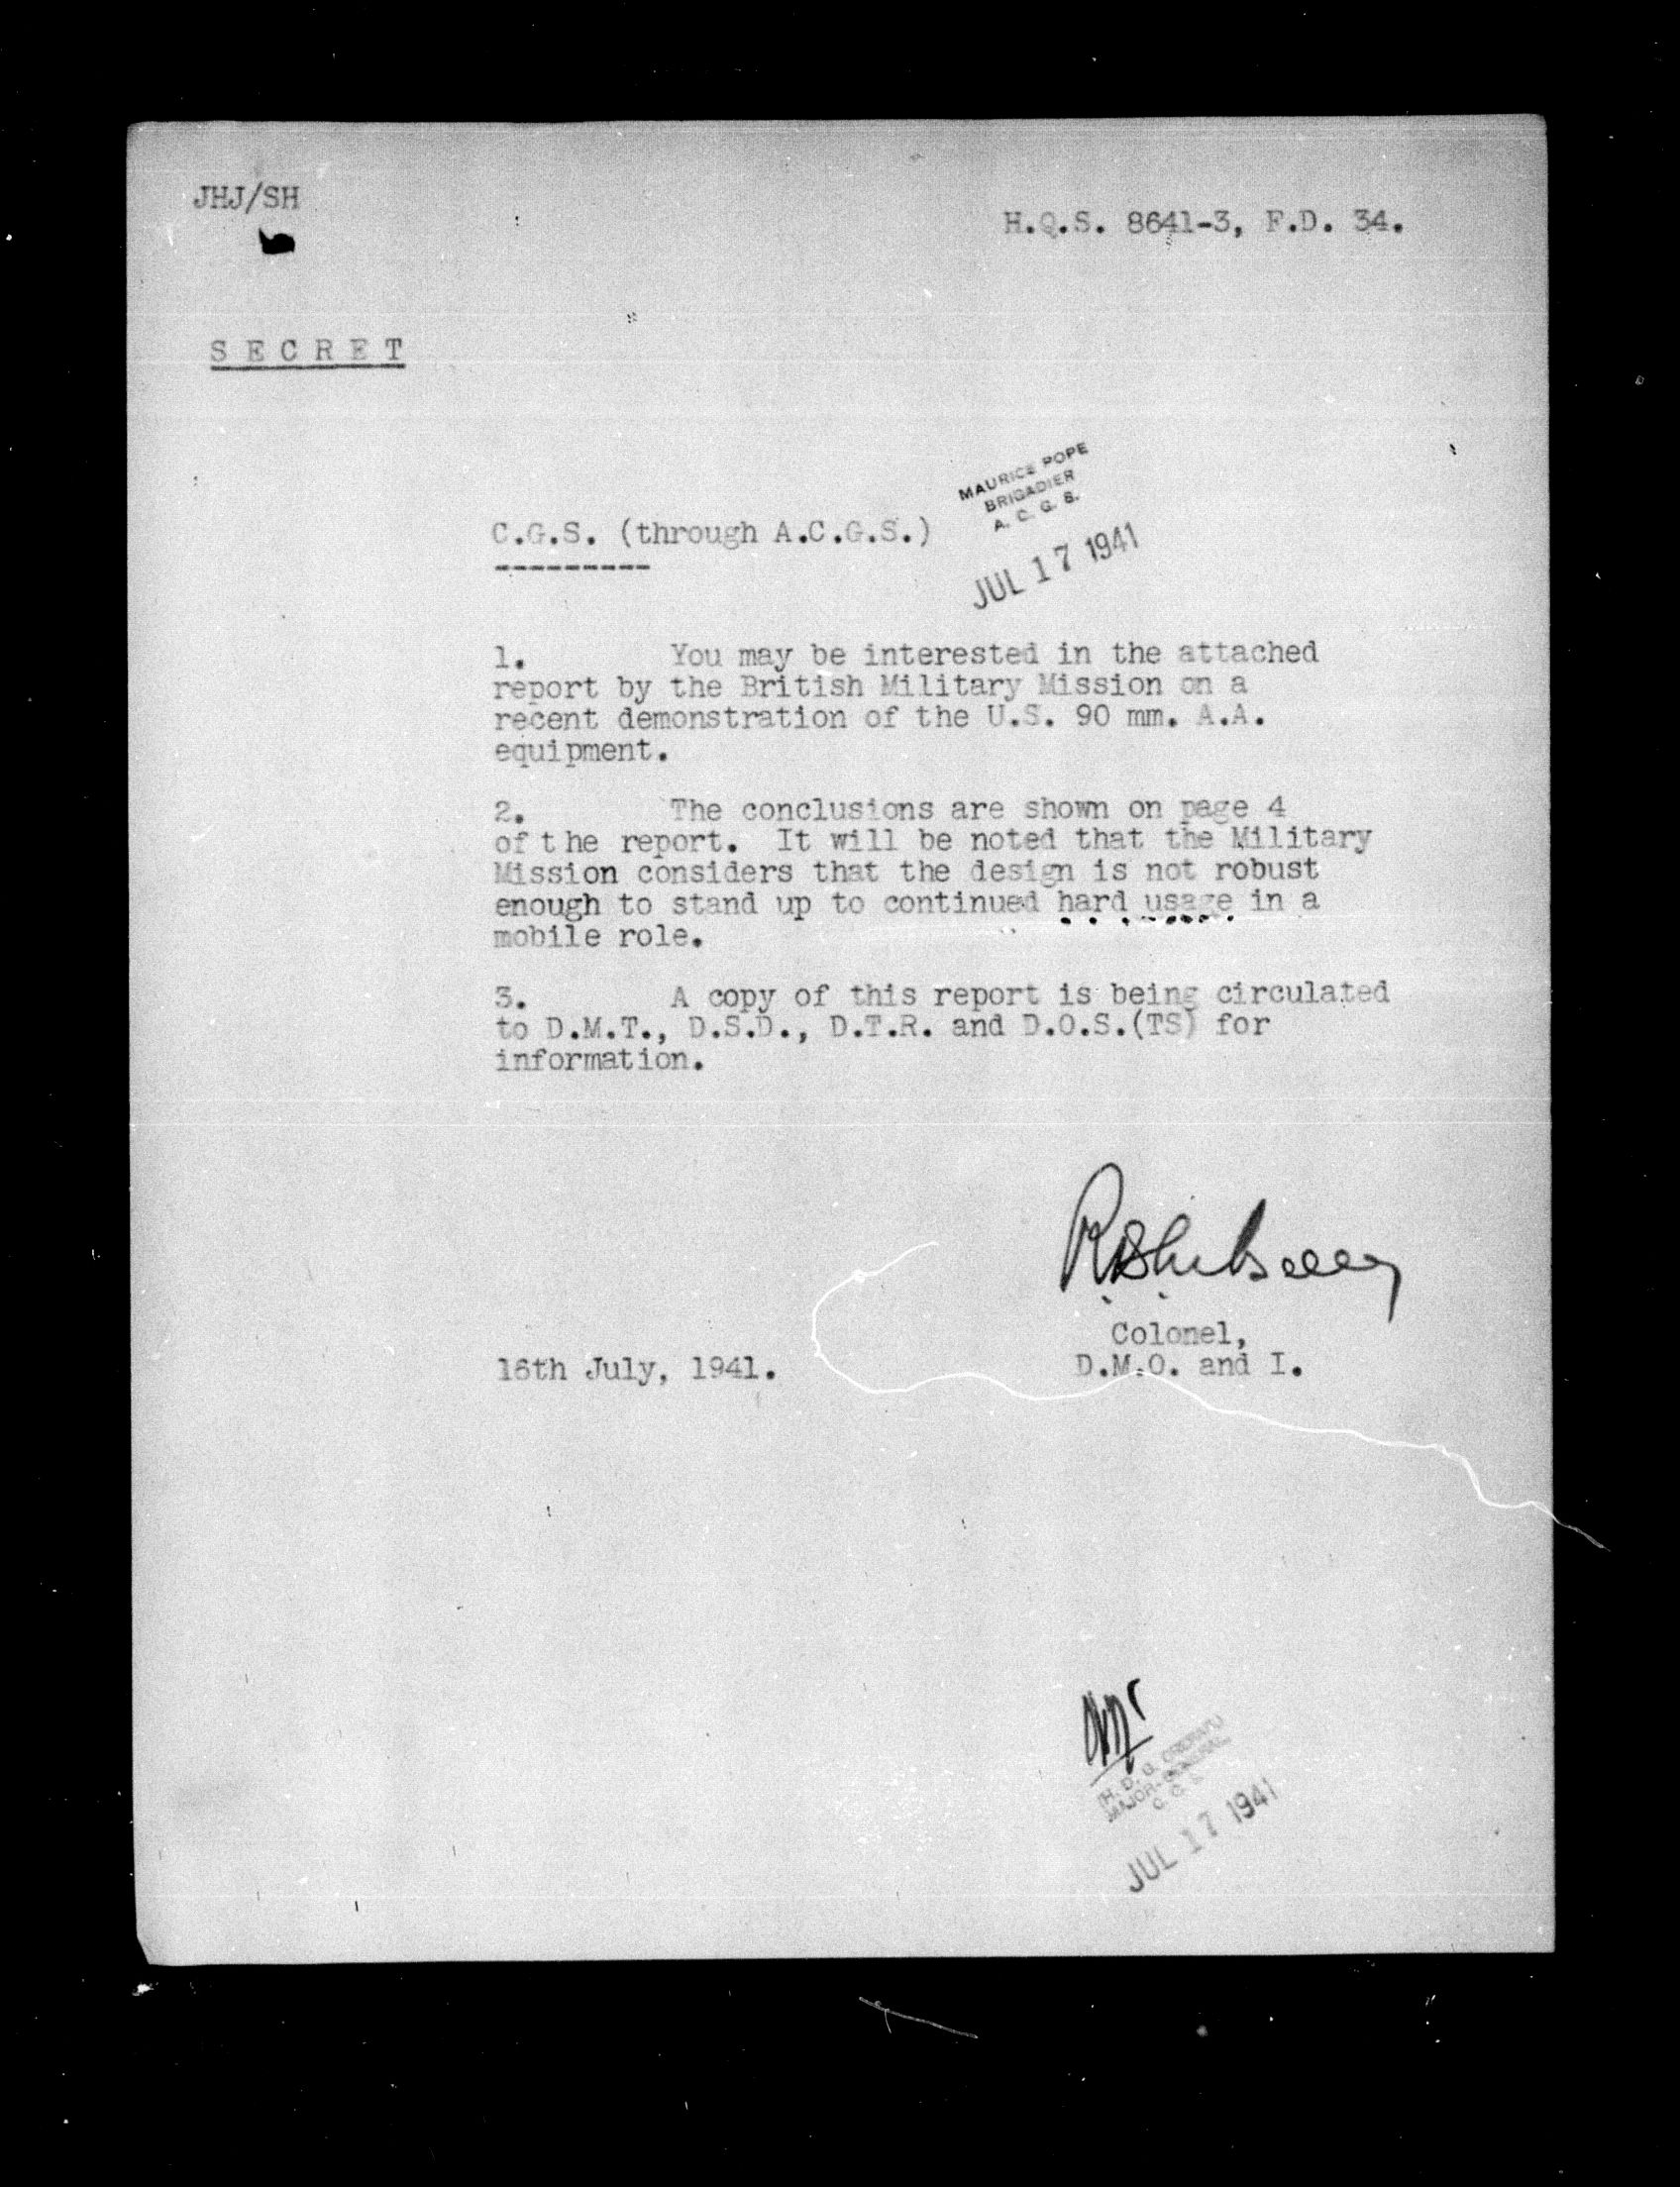 JHJ/SH
H.Q.S. 8641-3, F.D. 34.
SECRET
MAURICE POPE
BRIGADIER
A. C. G. S.
C.G.S. (through A.C.G.S.)
JUL 17 1941
1. You may be interested in the attached
report by the British Military Mission on a
recent demonstration of the U.S. 90 mm. A.A.
equipment.
2. The conclusions are shown on page 4
of the report. It will be noted that the Military
Mission considers that the design is not robust
enough to stand up to continued hard usage in a
mobile role.
3. A copy of this report is being circulated
to D.M.T., D.S.D., D.T.R. and D.O.S.(TS) for
information.
Colonel,
16th July, 1941.
D.M.O. and I.
(H. D. G. CRERAR)
MAJOR-GENERAL
C. G. S.
JUL 17 1941